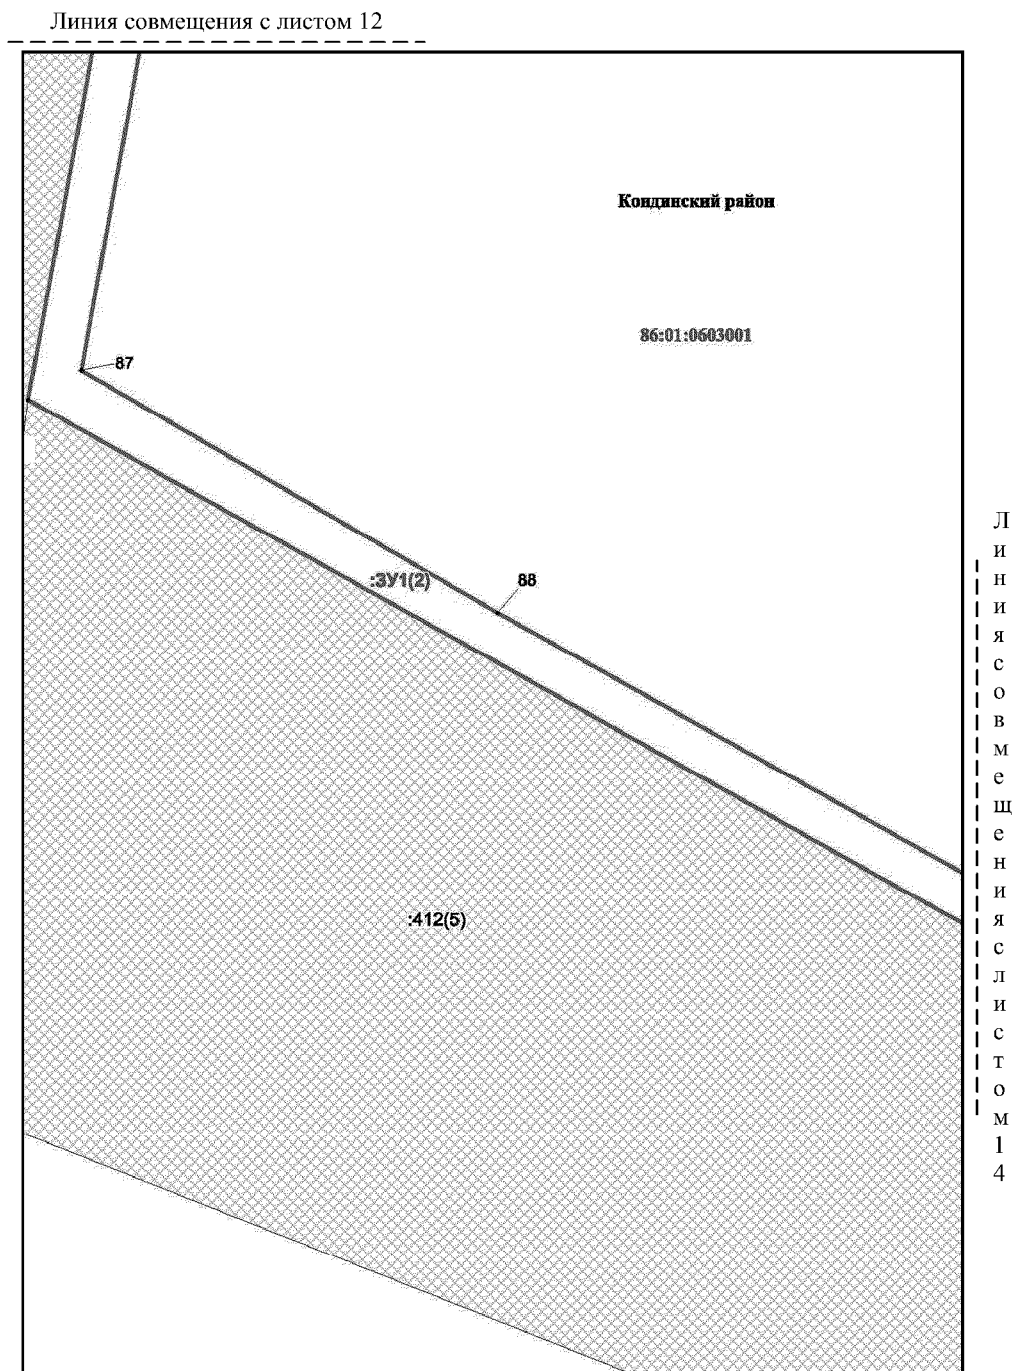 Линия совмещения с листом 12
Кондинский район
86:01:0603001
87
:ЗУ1(2)
88
:412(5)
Линия совмещения с листом 14